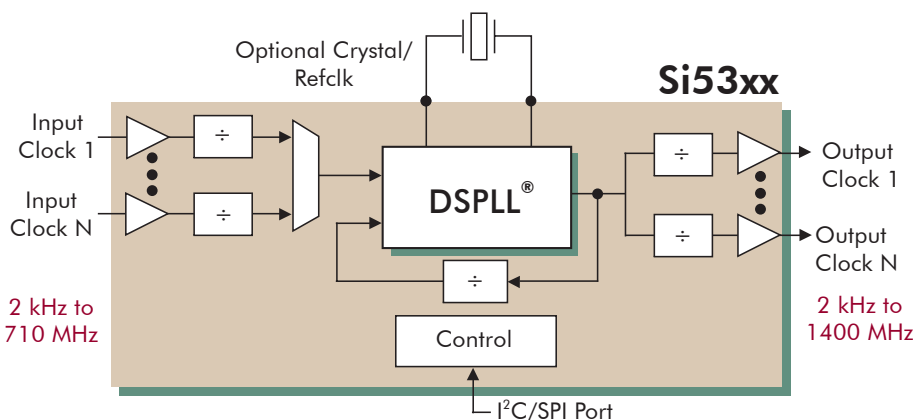 Optional Crystal/
Refclk
Si53xx
Input
Clock 1
÷
÷
Output
Clock 1
DSPLL®
Input
Clock N
÷
÷
Output
Clock N
÷
2 kHz to
710 MHz
2 kHz to
1400 MHz
Control
I²C/SPI Port